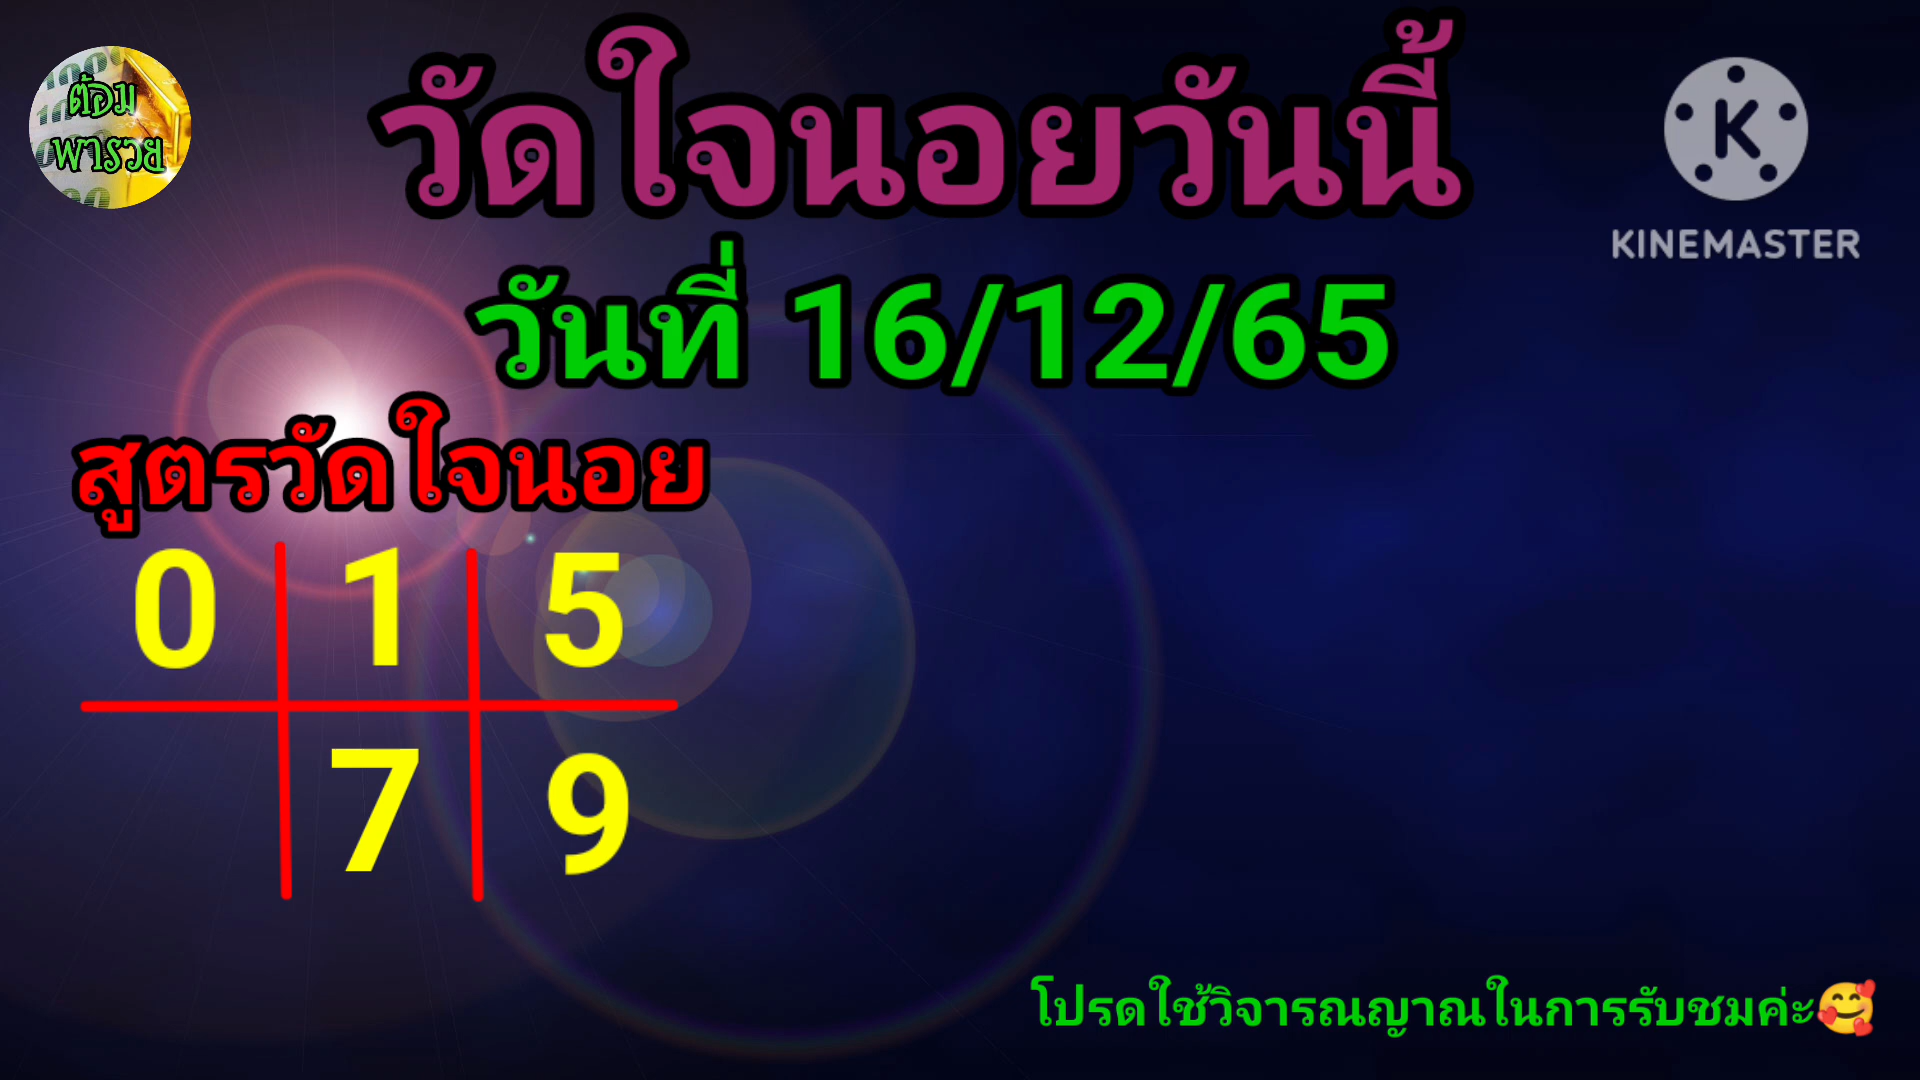 ต้อม
พารวย
วัดใจนอยวันนี้
K
KINEMASTER
วันที่ 16/12/65
สูตรวัดใจนอย
0 1 5
7 9
โปรดใช้วิจารณญาณในการรับชมค่ะ🥰